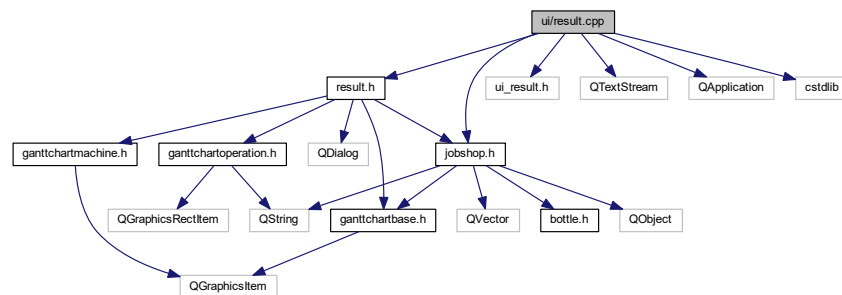 ui/result.cpp
result.h
ui_result.h
QTextStream
QApplication
cstdlib
ganttchartmachine.h
ganttchartoperation.h
QDialog
jobshop.h
QGraphicsRectItem
QString
ganttchartbase.h
QVector
bottle.h
QObject
QGraphicsItem